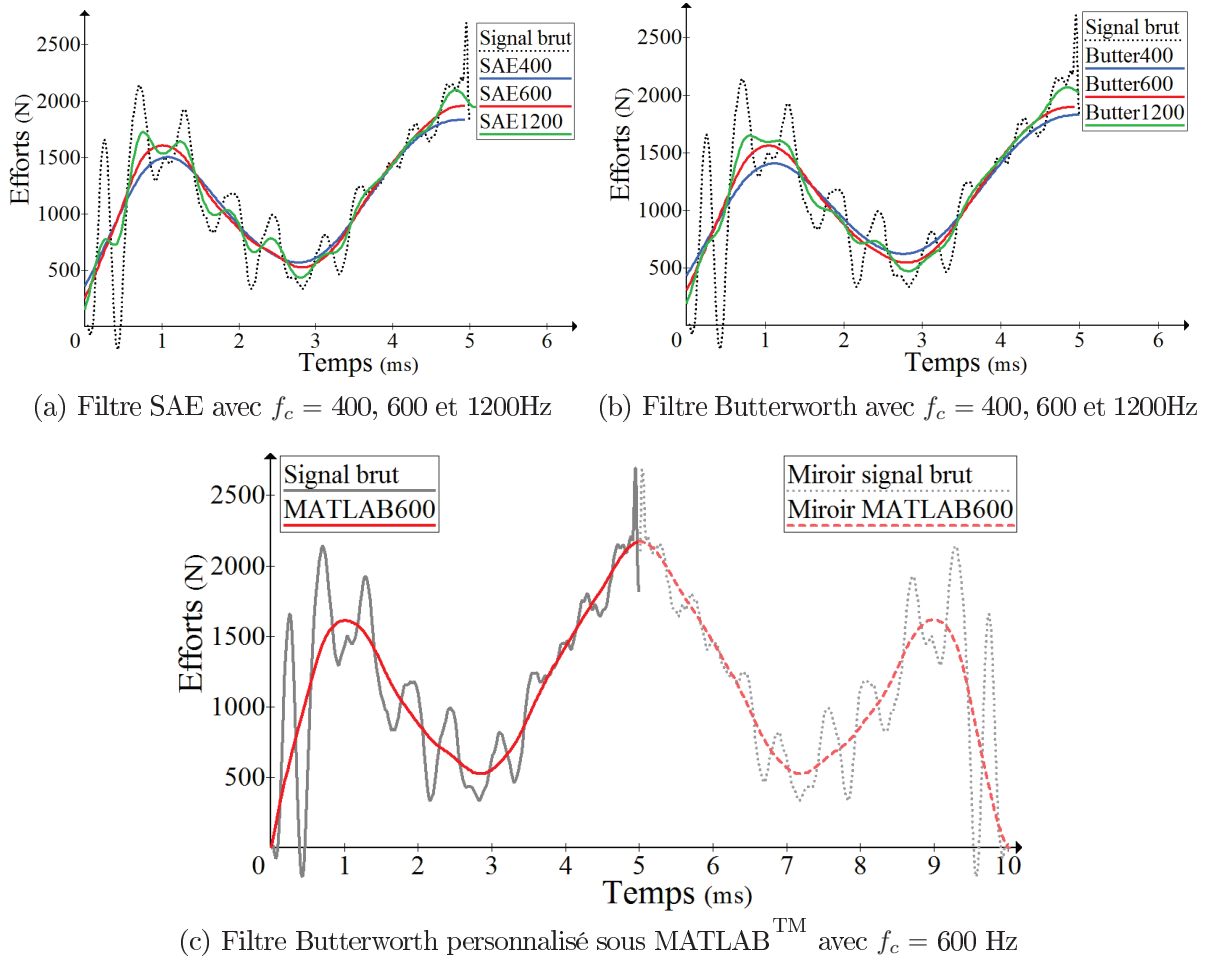 Efforts (N)
2500
2000
1500
1000
500
0
1
2
3
4
5
6
Temps (ms)
Signal brut
SAE400
SAE600
SAE1200
(a) Filtre SAE avec f_c = 400, 600 et 1200Hz
Efforts (N)
2500
2000
1500
1000
500
0
1
2
3
4
5
6
Temps (ms)
Signal brut
Butter400
Butter600
Butter1200
(b) Filtre Butterworth avec f_c = 400, 600 et 1200Hz
Efforts (N)
2500
2000
1500
1000
500
0
1
2
3
4
5
6
7
8
9
10
Temps (ms)
Signal brut
MATLAB600
Miroir signal brut
Miroir MATLAB600
(c) Filtre Butterworth personnalisé sous MATLAB™ avec f_c = 600 Hz